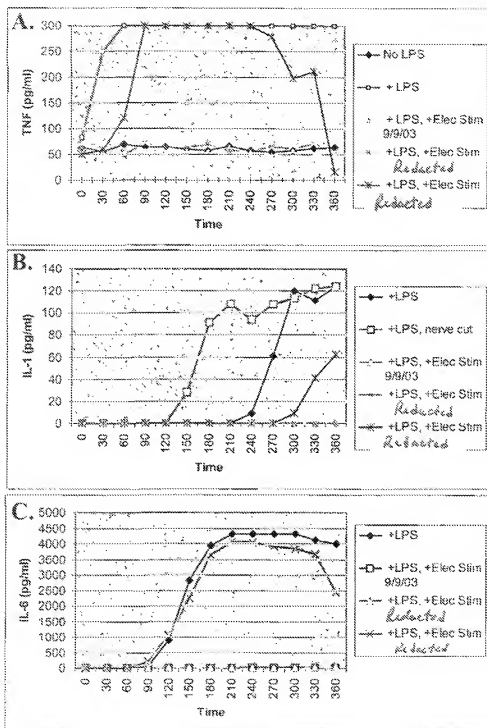 A.
TNF (pg/ml)
300
250
200
150
100
50
0
0 30 60 90 120 150 180 210 240 270 300 330 360
Time
No LPS
+ LPS
+ LPS, +Elec Stim
9/9/03
+LPS, +Elec Stim
Redacted
+LPS, +Elec Stim
Redacted
B.
IL-1 (pg/ml)
140
120
100
80
60
40
20
0
0 30 60 90 120 150 180 210 240 270 300 330 360
Time
+LPS
+LPS, nerve cut
+LPS, +Elec Stim
9/9/03
+LPS, +Elec Stim
Redacted
+LPS, +Elec Stim
Redacted
C.
IL-6 (pg/ml)
5000
4500
4000
3500
3000
2500
2000
1500
1000
500
0
0 30 60 90 120 150 180 210 240 270 300 330 360
Time
+LPS
+LPS, +Elec Stim
9/9/03
+LPS, +Elec Stim
Redacted
+LPS, +Elec Stim
Redacted